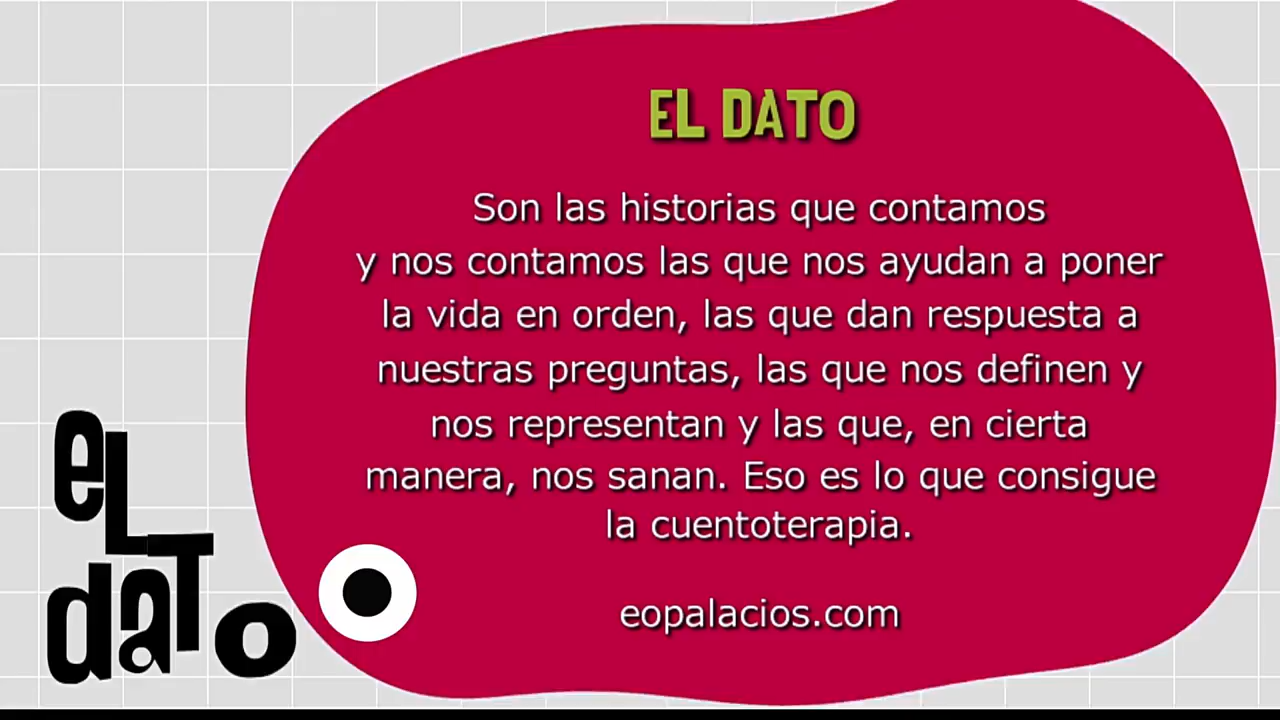 EL DATO
Son las historias que contamos
y nos contamos las que nos ayudan a poner
la vida en orden, las que dan respuesta a
nuestras preguntas, las que nos definen y
nos representan y las que, en cierta
manera, nos sanan. Eso es lo que consigue
la cuentoterapia.
eopalacios.com
eL
daTo